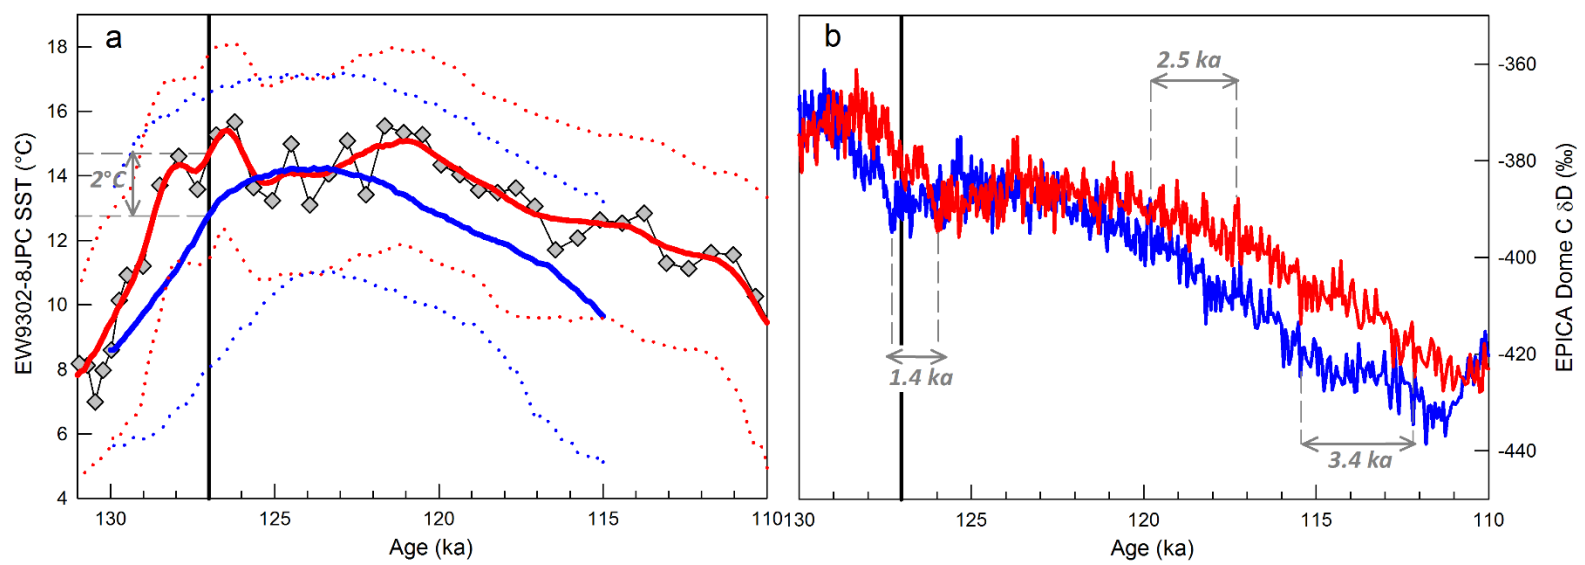 a
b
18
16
14
12
10
8
6
4
EW9302-8JPC SST (°C)
2°C
130
125
120
115
110
Age (ka)
2.5 ka
1.4 ka
3.4 ka
-360
-380
-400
-420
-440
EPICA Dome C δD (‰)
130
125
120
115
110
Age (ka)